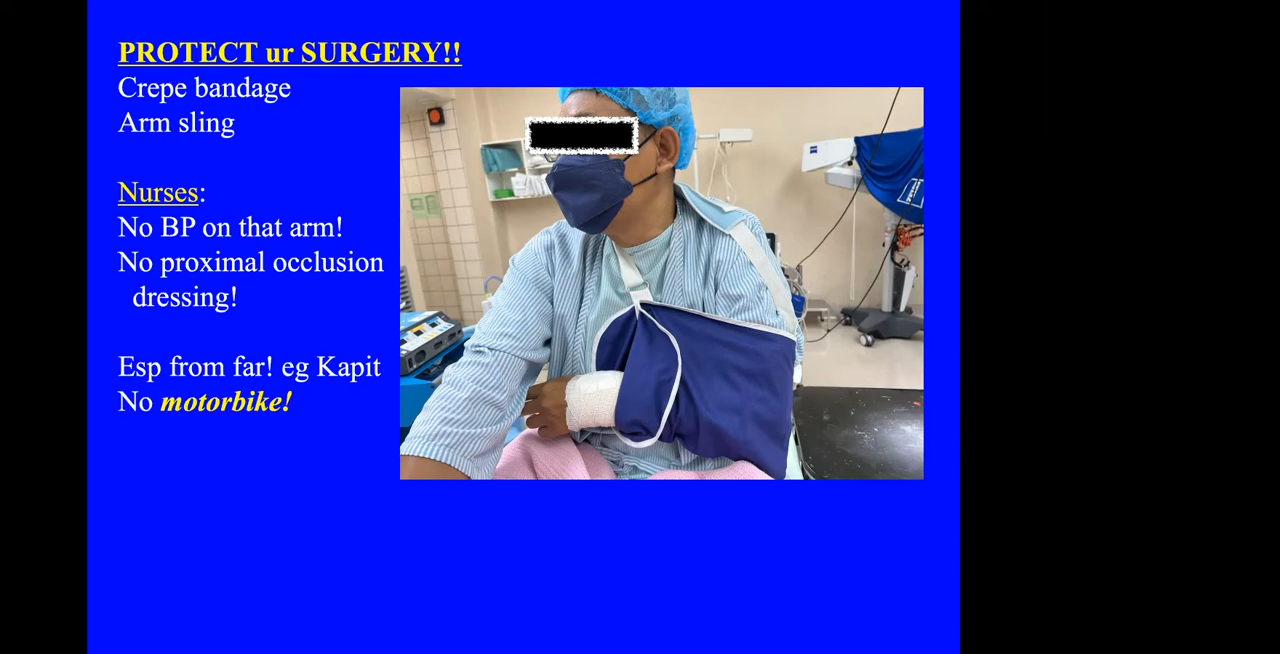 PROTECT ur SURGERY!!
Crepe bandage
Arm sling
Nurses:
No BP on that arm!
No proximal occlusion
dressing!
Esp from far! eg Kapit
No motorbike!